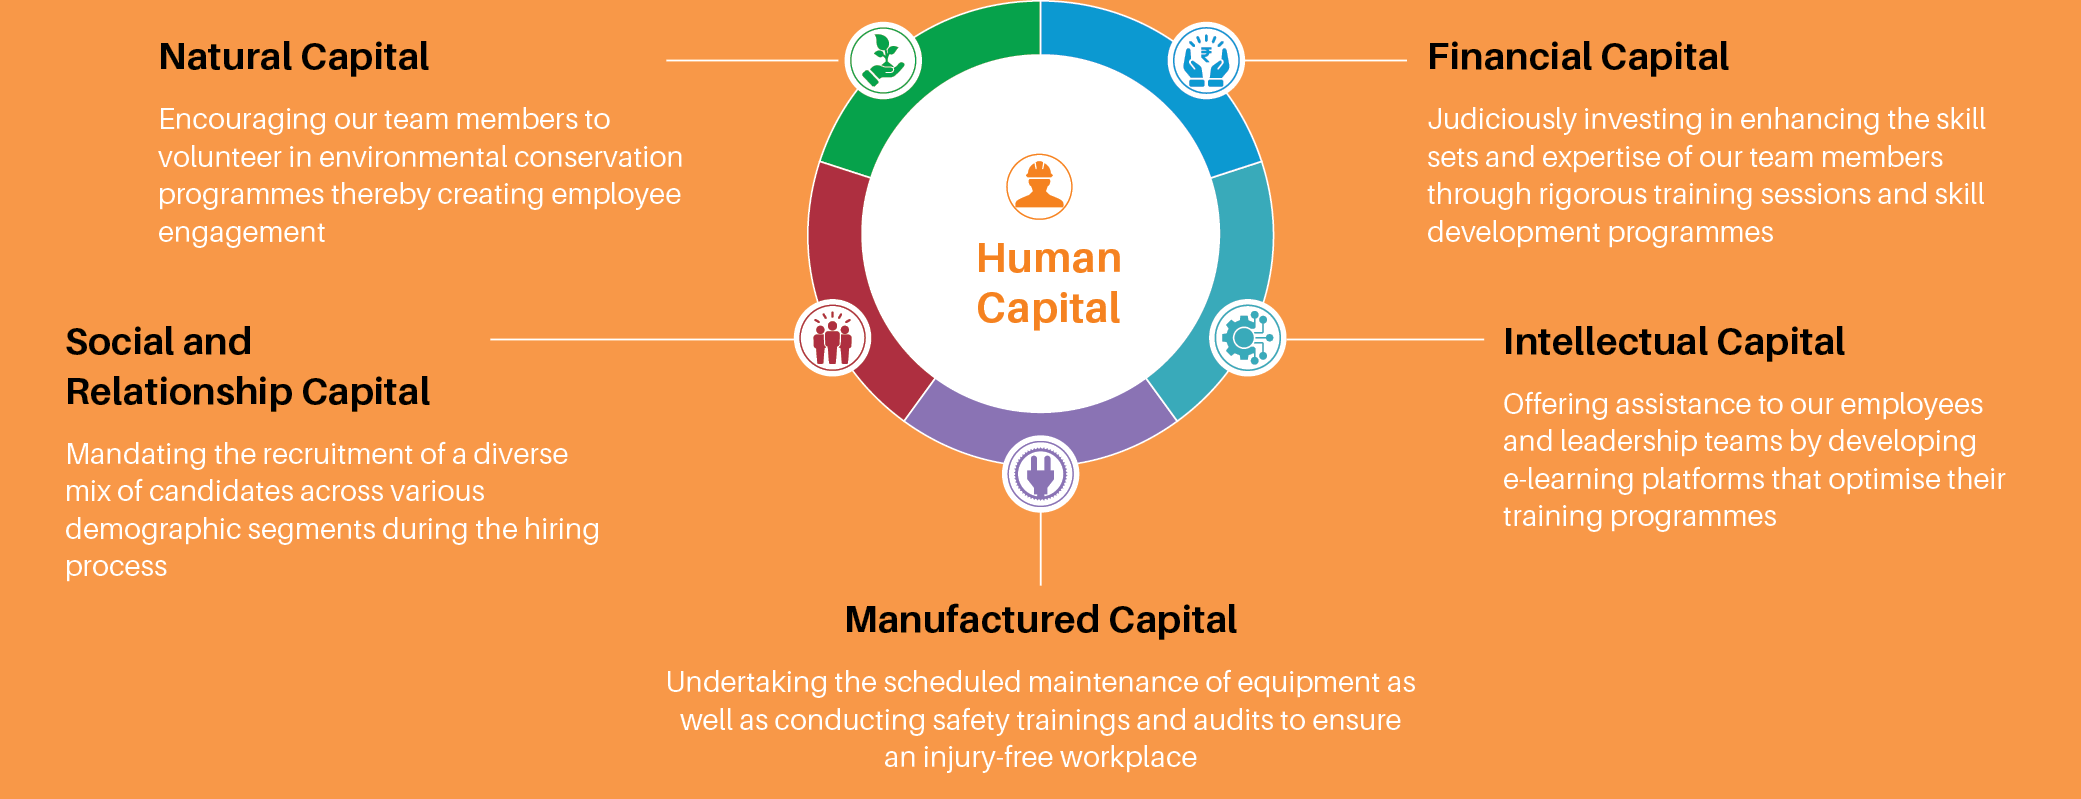 Natural Capital
Encouraging our team members to
volunteer in environmental conservation
programmes thereby creating employee
engagement
Financial Capital
Judiciously investing in enhancing the skill
sets and expertise of our team members
through rigorous training sessions and skill
development programmes
₹
Human
Capital
Social and
Relationship Capital
Mandating the recruitment of a diverse
mix of candidates across various
demographic segments during the hiring
process
Intellectual Capital
Offering assistance to our employees
and leadership teams by developing
e-learning platforms that optimise their
training programmes
Manufactured Capital
Undertaking the scheduled maintenance of equipment as
well as conducting safety trainings and audits to ensure
an injury-free workplace